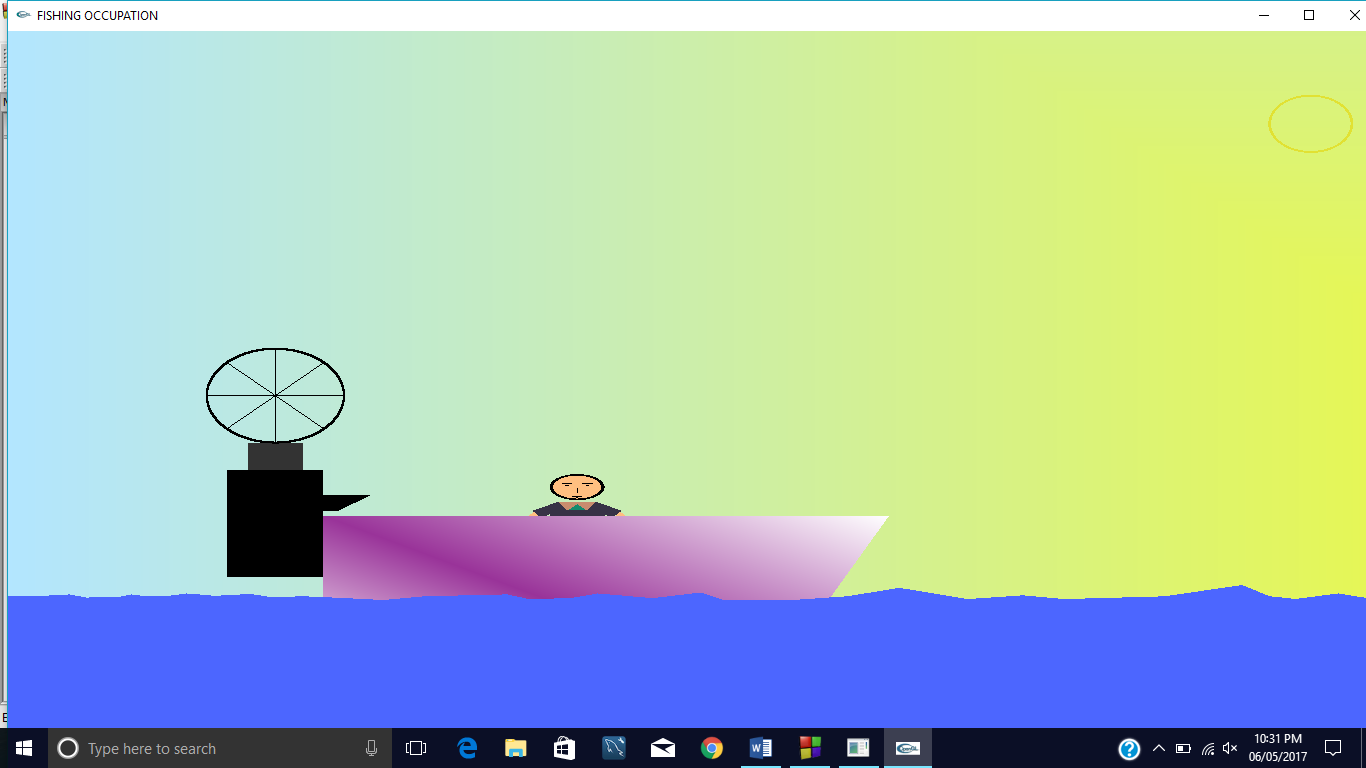 FISHING OCCUPATION
Type here to search
10:31 PM
06/05/2017